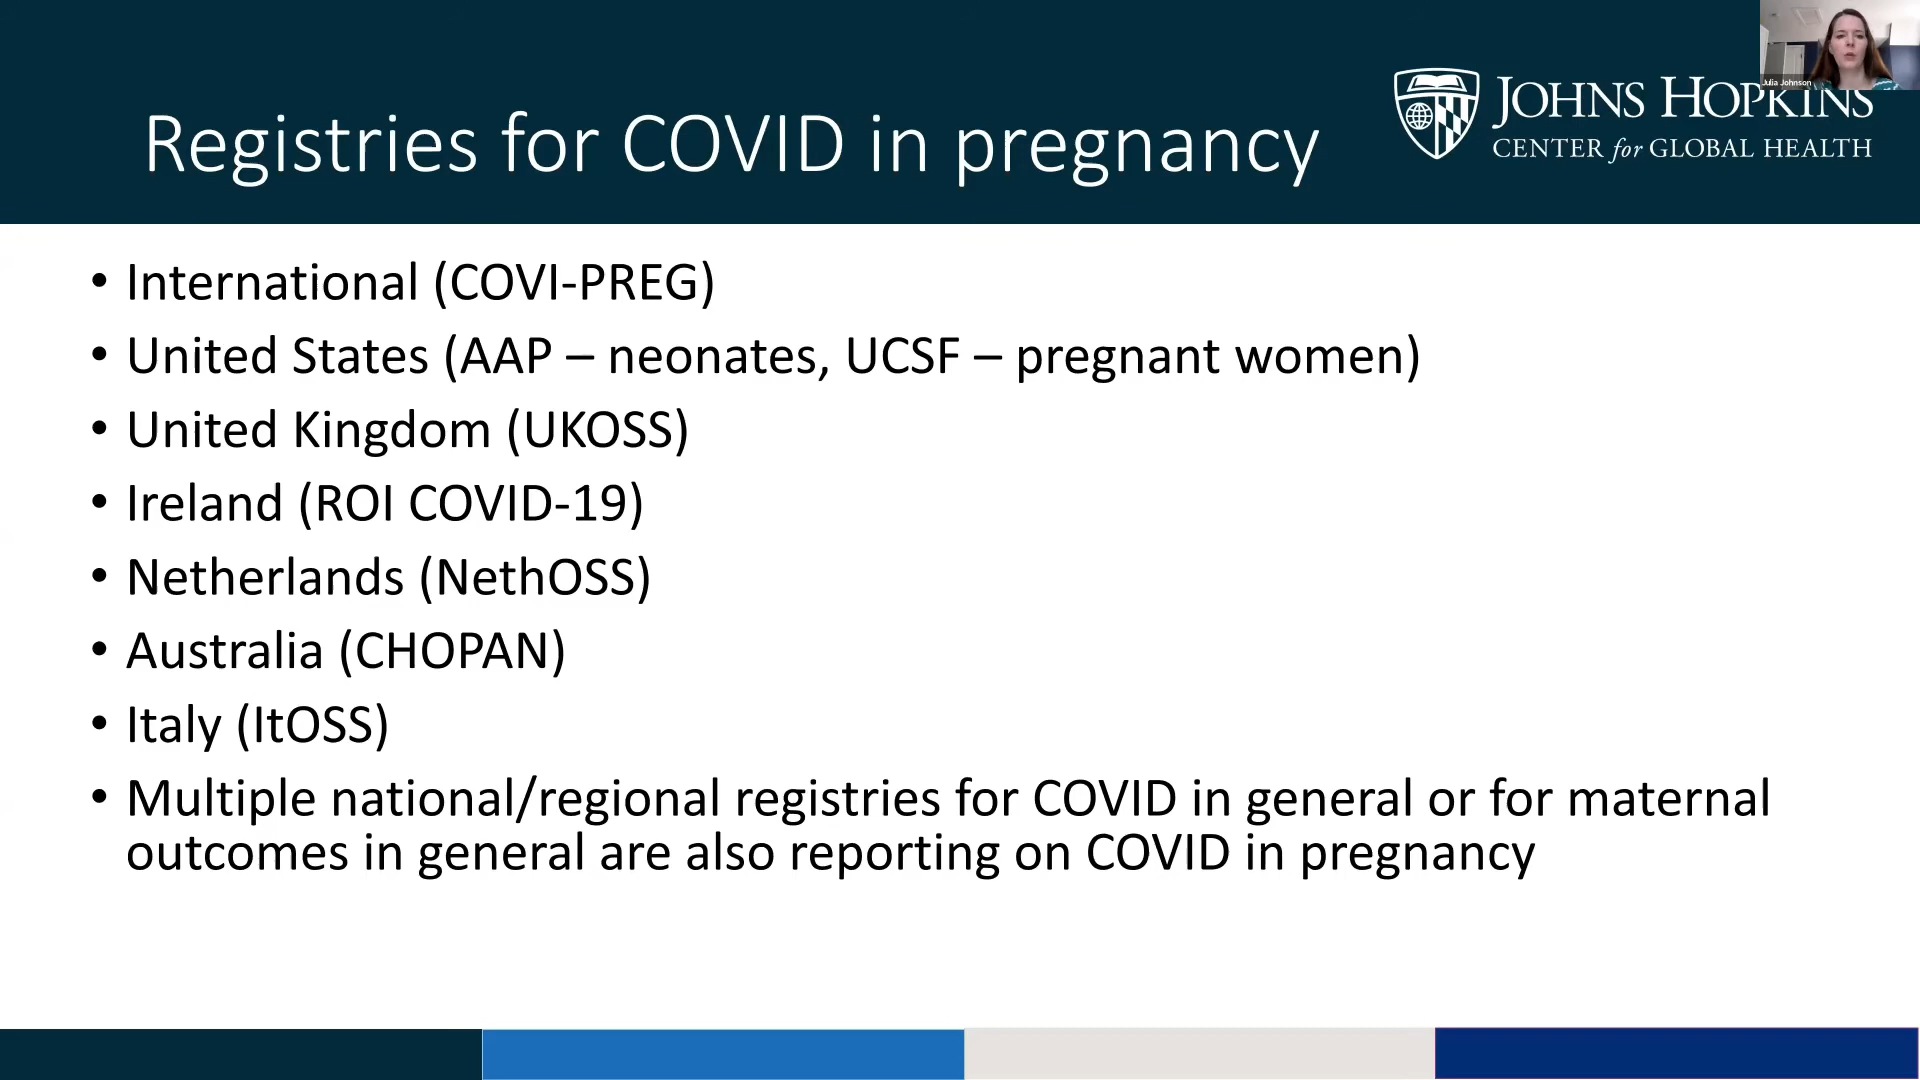 Julia Johnson
JOHNS HOPKINS
CENTER for GLOBAL HEALTH
Registries for COVID in pregnancy
• International (COVI-PREG)
• United States (AAP – neonates, UCSF – pregnant women)
• United Kingdom (UKOSS)
• Ireland (ROI COVID-19)
• Netherlands (NethOSS)
• Australia (CHOPAN)
• Italy (ItOSS)
• Multiple national/regional registries for COVID in general or for maternal
outcomes in general are also reporting on COVID in pregnancy